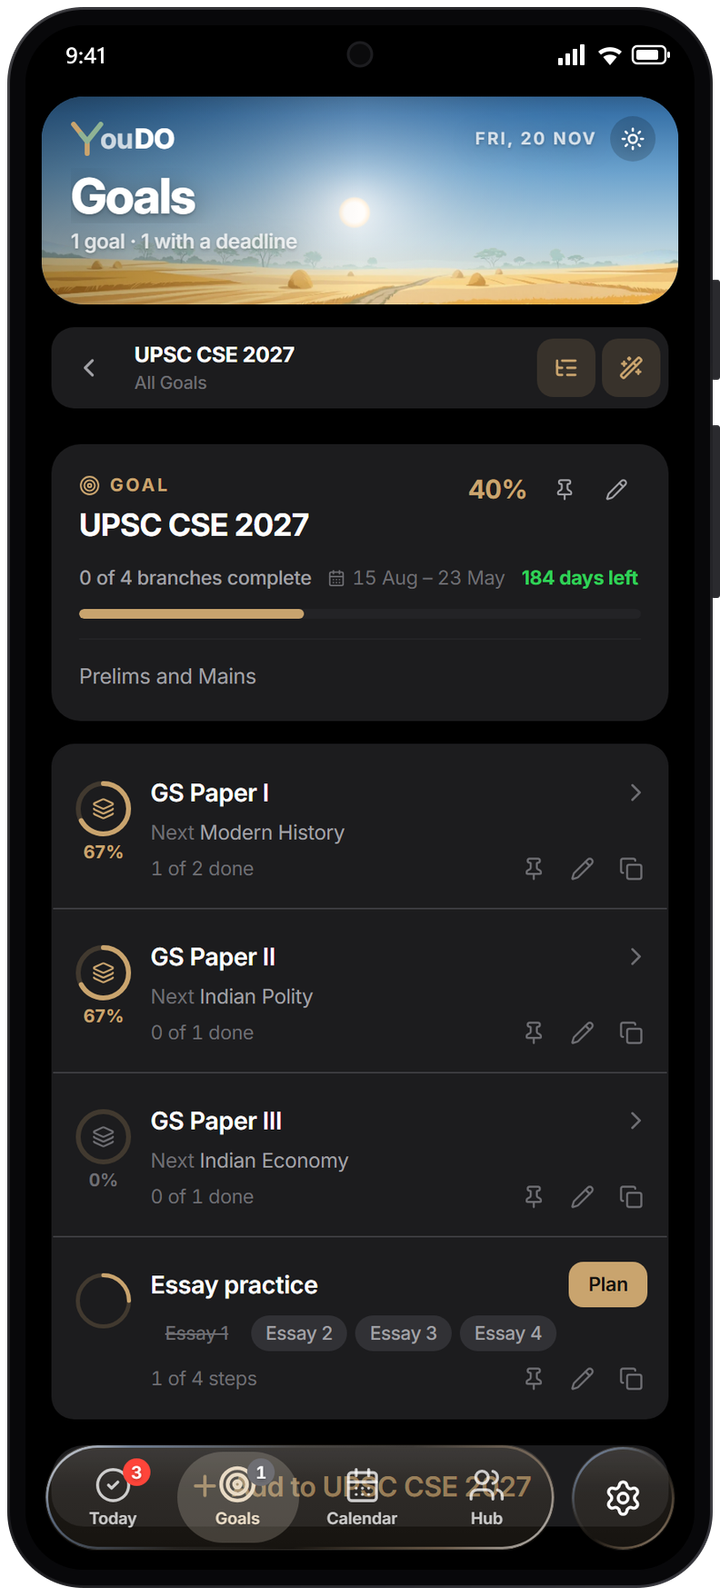 9:41
YouDO
FRI, 20 NOV
Goals
1 goal · 1 with a deadline
UPSC CSE 2027
All Goals
GOAL
40%
UPSC CSE 2027
0 of 4 branches complete 15 Aug – 23 May 184 days left
Prelims and Mains
GS Paper I
Next Modern History
67%
1 of 2 done
GS Paper II
Next Indian Polity
67%
0 of 1 done
GS Paper III
Next Indian Economy
0%
0 of 1 done
Essay practice
Plan
Essay 1 Essay 2 Essay 3 Essay 4
1 of 4 steps
3
1
to UPSC CSE 2027
Today Goals Calendar Hub